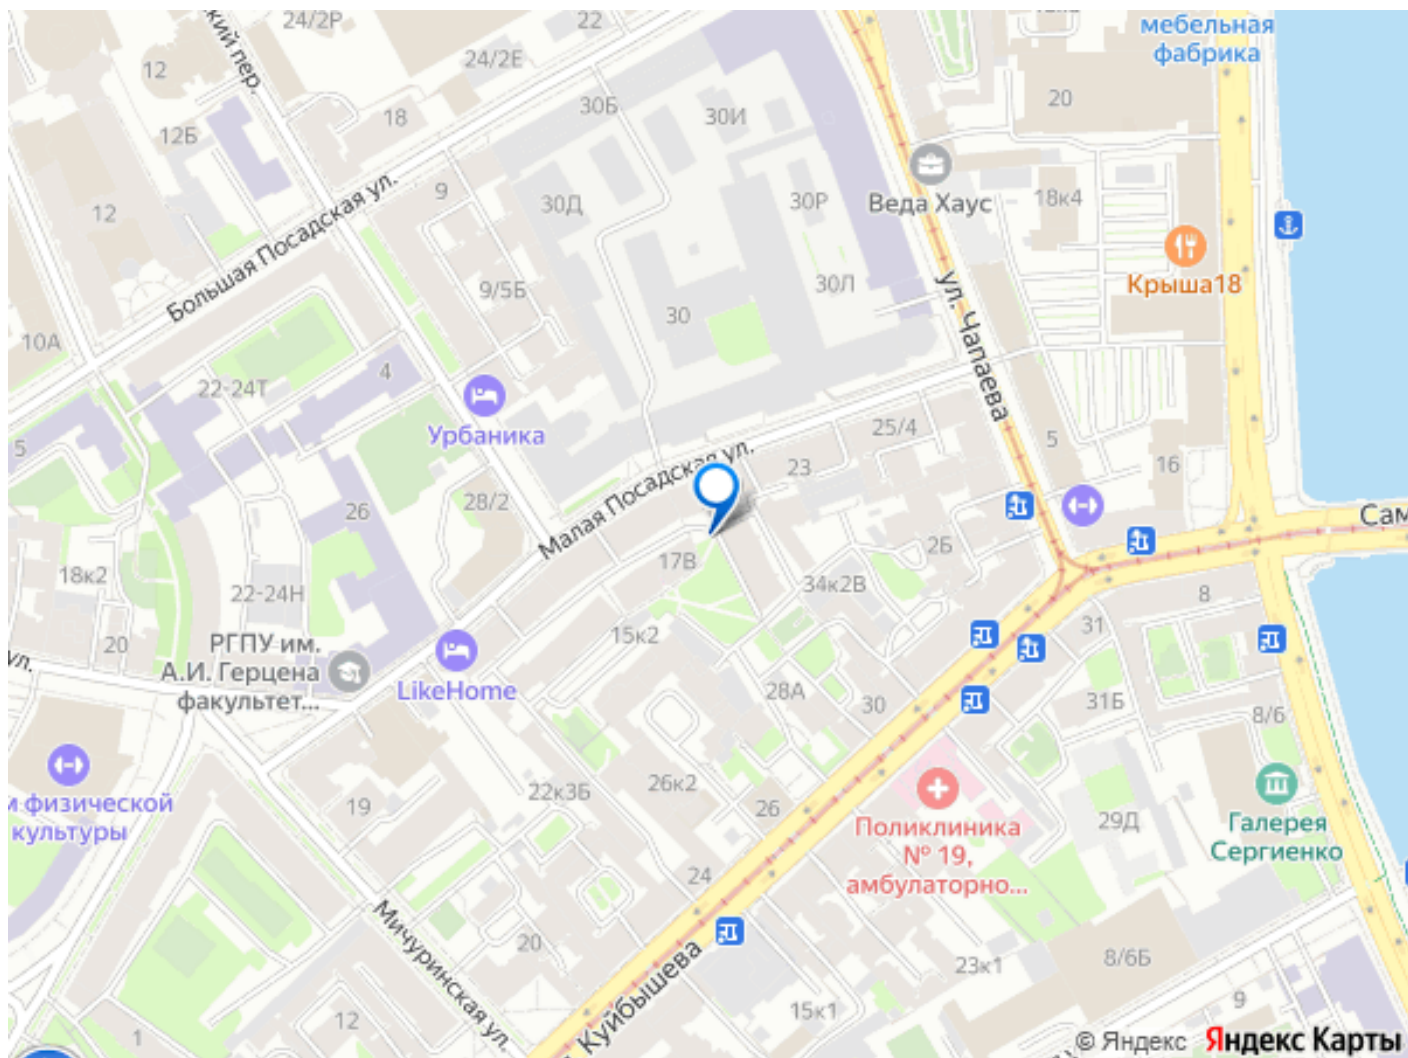 24/2Р
22
мебельная
фабрика
ский пер.
24/2Е
12
20
30Б
30И
18
12Б
9
18к4
Веда Хаус
30Д
30Р
12
Большая Посадская ул.
Крыша18
9/5Б
30Л
ул. Чапаева
30
10А
4
22-24Т
Урбаника
25/4
5
5
23
16
Малая Посадская ул.
28/2
26
Сам
2Б
17В
18к2
34к2В
22-24Н
8
31
15к2
20
РГПУ им.
А.И. Герцена
факультет...
ул.
LikeHome
28А
30
31Б
8/6
19
22к3Б
26к2
26
м физической
культуры
Поликлиника
№ 19,
амбулаторно...
29Д
Галерея
Сергиенко
24
Мичуринская ул.
20
Куйбышева
23к1
8/6Б
9
15к1
12
1
© Яндекс Яндекс Карты